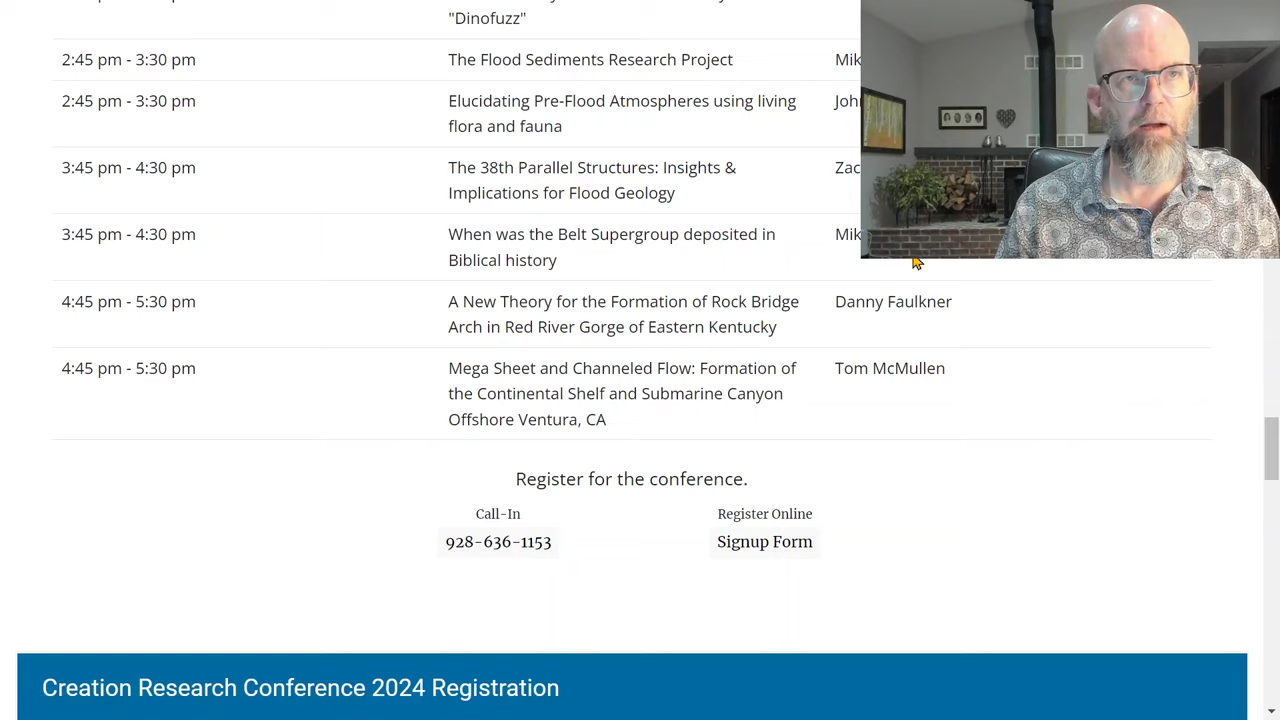 "Dinofuzz"
2:45 pm - 3:30 pm The Flood Sediments Research Project Mik
2:45 pm - 3:30 pm Elucidating Pre-Flood Atmospheres using living Joh
flora and fauna
3:45 pm - 4:30 pm The 38th Parallel Structures: Insights & Zac
Implications for Flood Geology
3:45 pm - 4:30 pm When was the Belt Supergroup deposited in Mik
Biblical history
4:45 pm - 5:30 pm A New Theory for the Formation of Rock Bridge Danny Faulkner
Arch in Red River Gorge of Eastern Kentucky
4:45 pm - 5:30 pm Mega Sheet and Channeled Flow: Formation of Tom McMullen
the Continental Shelf and Submarine Canyon
Offshore Ventura, CA
Register for the conference.
Call-In Register Online
928-636-1153 Signup Form
Creation Research Conference 2024 Registration